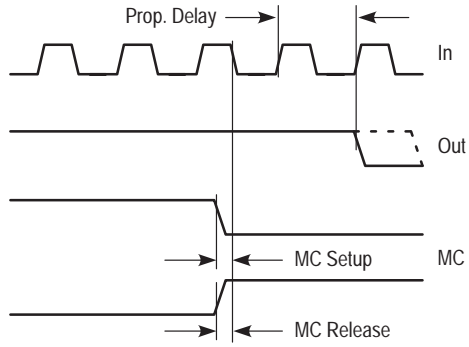 Prop. Delay
In
Out
MC Setup
MC
MC Release